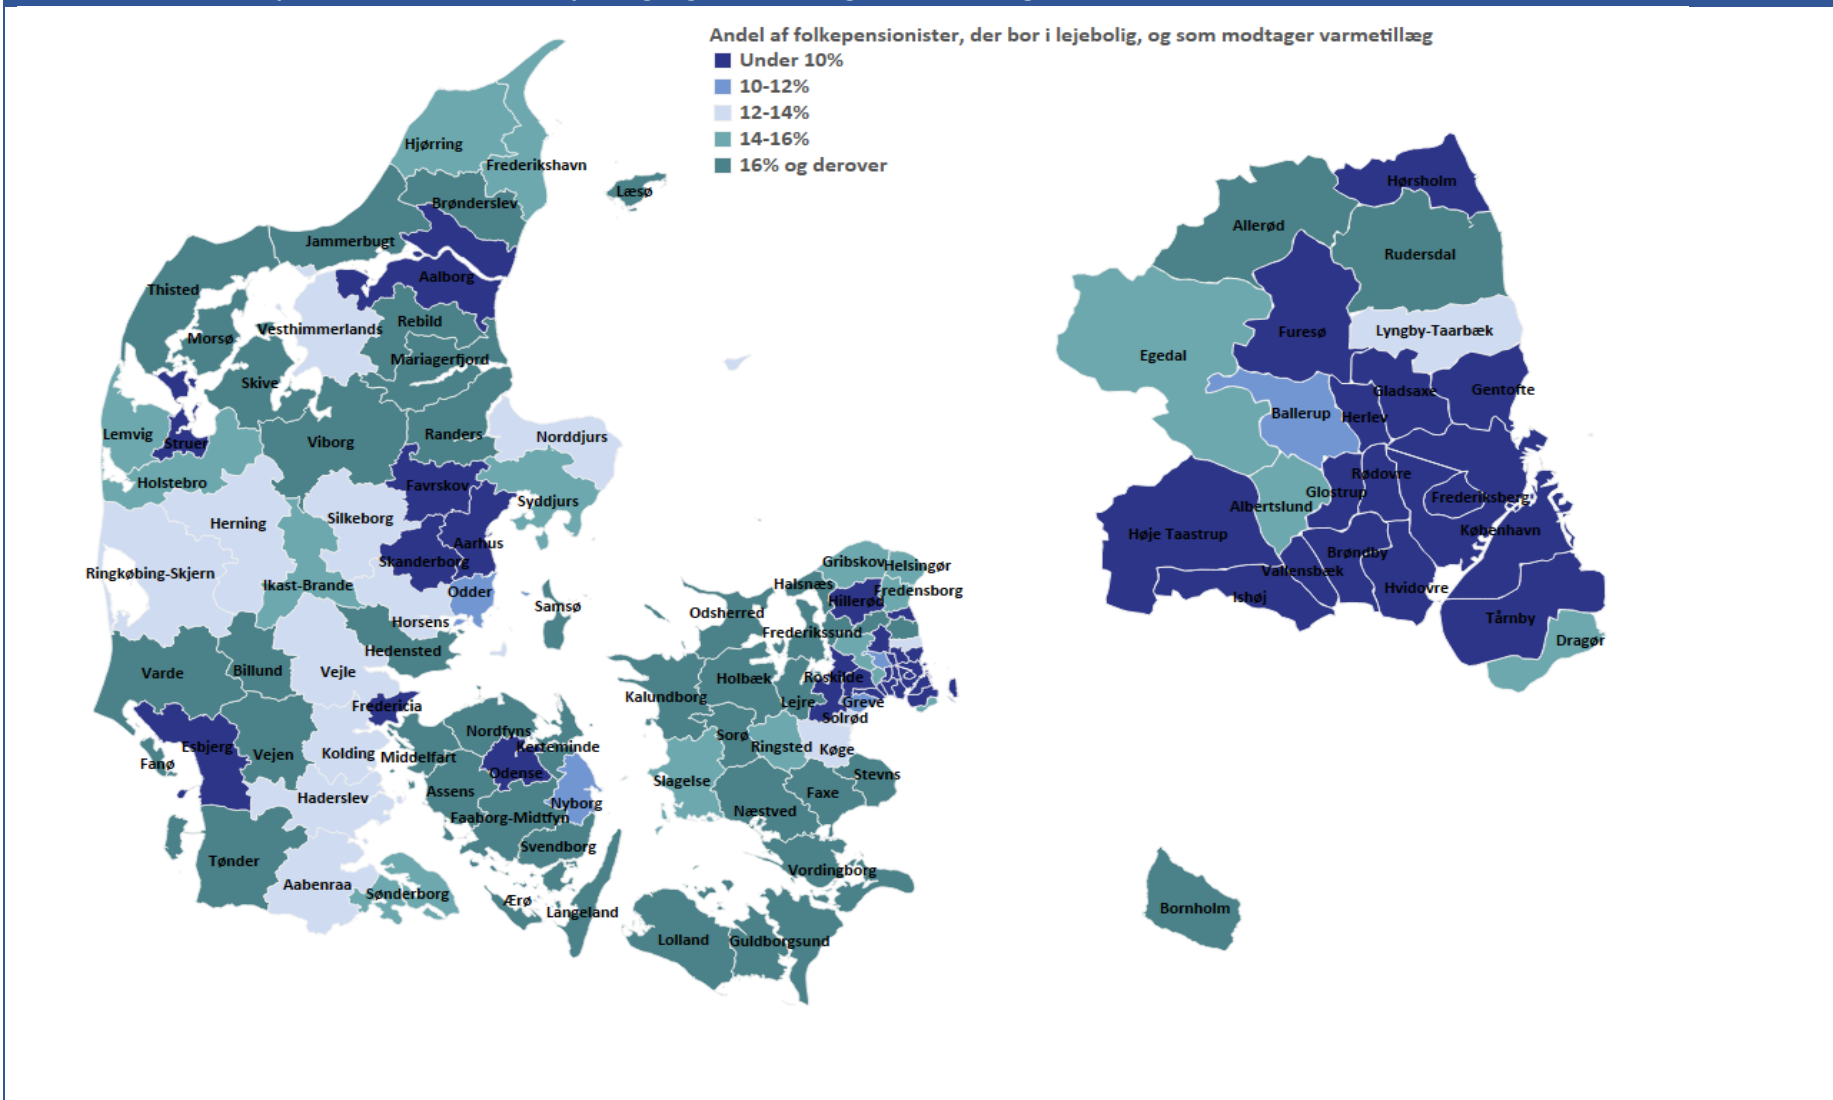 Andel af folkepensionister, der bor i lejebolig, og som modtager varmetillæg
Under 10%
10-12%
12-14%
14-16%
16% og derover
Hjørring
Frederikshavn
Læsø
Brønderslev
Jammerbugt
Aalborg
Thisted
Rebild
Vesthimmerlands
Morsø
Mariagerfjord
Skive
Lemvig
Struer
Viborg
Randers
Norddjurs
Holstebro
Favrskov
Syddjurs
Herning
Silkeborg
Aarhus
Skanderborg
Ringkøbing-Skjern
Ikast-Brande
Odder
Samsø
Horsens
Hedensted
Varde
Billund
Vejle
Fredericia
Esbjerg
Vejen
Kolding
Fanø
Haderslev
Tønder
Aabenraa
Sønderborg
Nordfyns
Kerteminde
Middelfart
Odense
Assens
Nyborg
Faaborg-Midtfyn
Svendborg
Ærø
Langeland
Gribskov
Helsingør
Halsnæs
Fredensborg
Hillerød
Odsherred
Frederikssund
Holbæk
Roskilde
Kalundborg
Lejre
Greve
Solrød
Sorø
Ringsted
Køge
Slagelse
Stevns
Faxe
Næstved
Vordingborg
Lolland
Guldborgsund
Hørsholm
Allerød
Rudersdal
Furesø
Lyngby-Taarbæk
Egedal
Gladsaxe
Gentofte
Ballerup
Herlev
Rødovre
Glostrup
Frederiksberg
Albertslund
Høje Taastrup
København
Brøndby
Vallensbæk
Hvidovre
Ishøj
Tårnby
Dragør
Bornholm